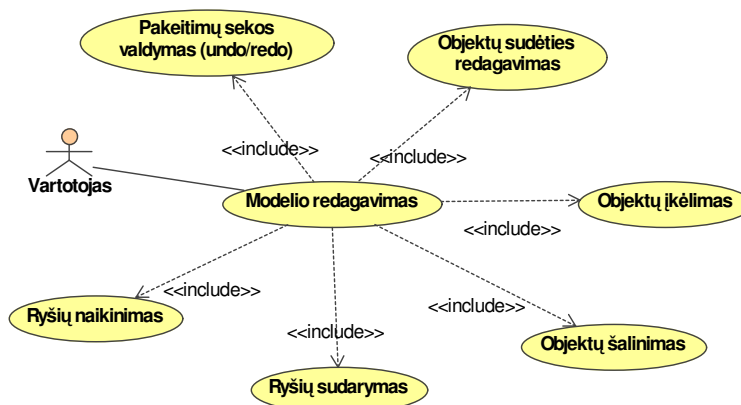 Pakeitimų sekos
valdymas (undo/redo)
Objektų sudėties
redagavimas
<<include>>
<<include>>
Vartotojas
Modelio redagavimas
Objektų įkėlimas
<<include>>
<<include>>
Ryšių naikinimas
<<include>>
<<include>>
Objektų šalinimas
Ryšių sudarymas